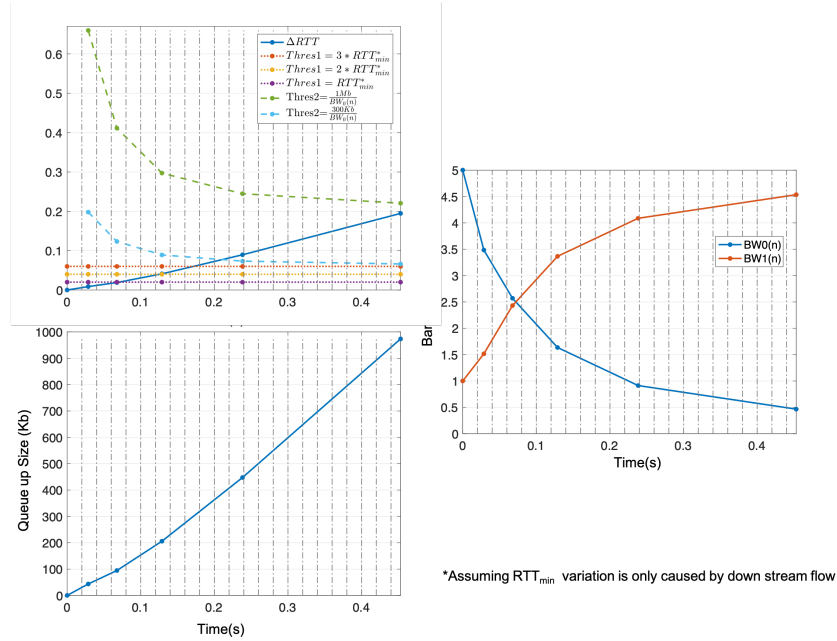 0.6
0.5
0.4
0.3
0.2
0.1
0
0 0.1 0.2 0.3 0.4
ΔRTT
Thres1 = 3 * RTT*min
Thres1 = 2 * RTT*min
Thres1 = RTT*min
Thres2=1Mb/BW0(n)
Thres2=300Kb/BW0(n)
5
4.5
4
3.5
3
2.5
2
1.5
1
0.5
0
0 0.1 0.2 0.3 0.4
Time(s)
BW0(n)
BW1(n)
Bar
1000
900
800
700
600
500
400
300
200
100
0
Queue up Size (Kb)
0 0.1 0.2 0.3 0.4
Time(s)
*Assuming RTTmin variation is only caused by down stream flow